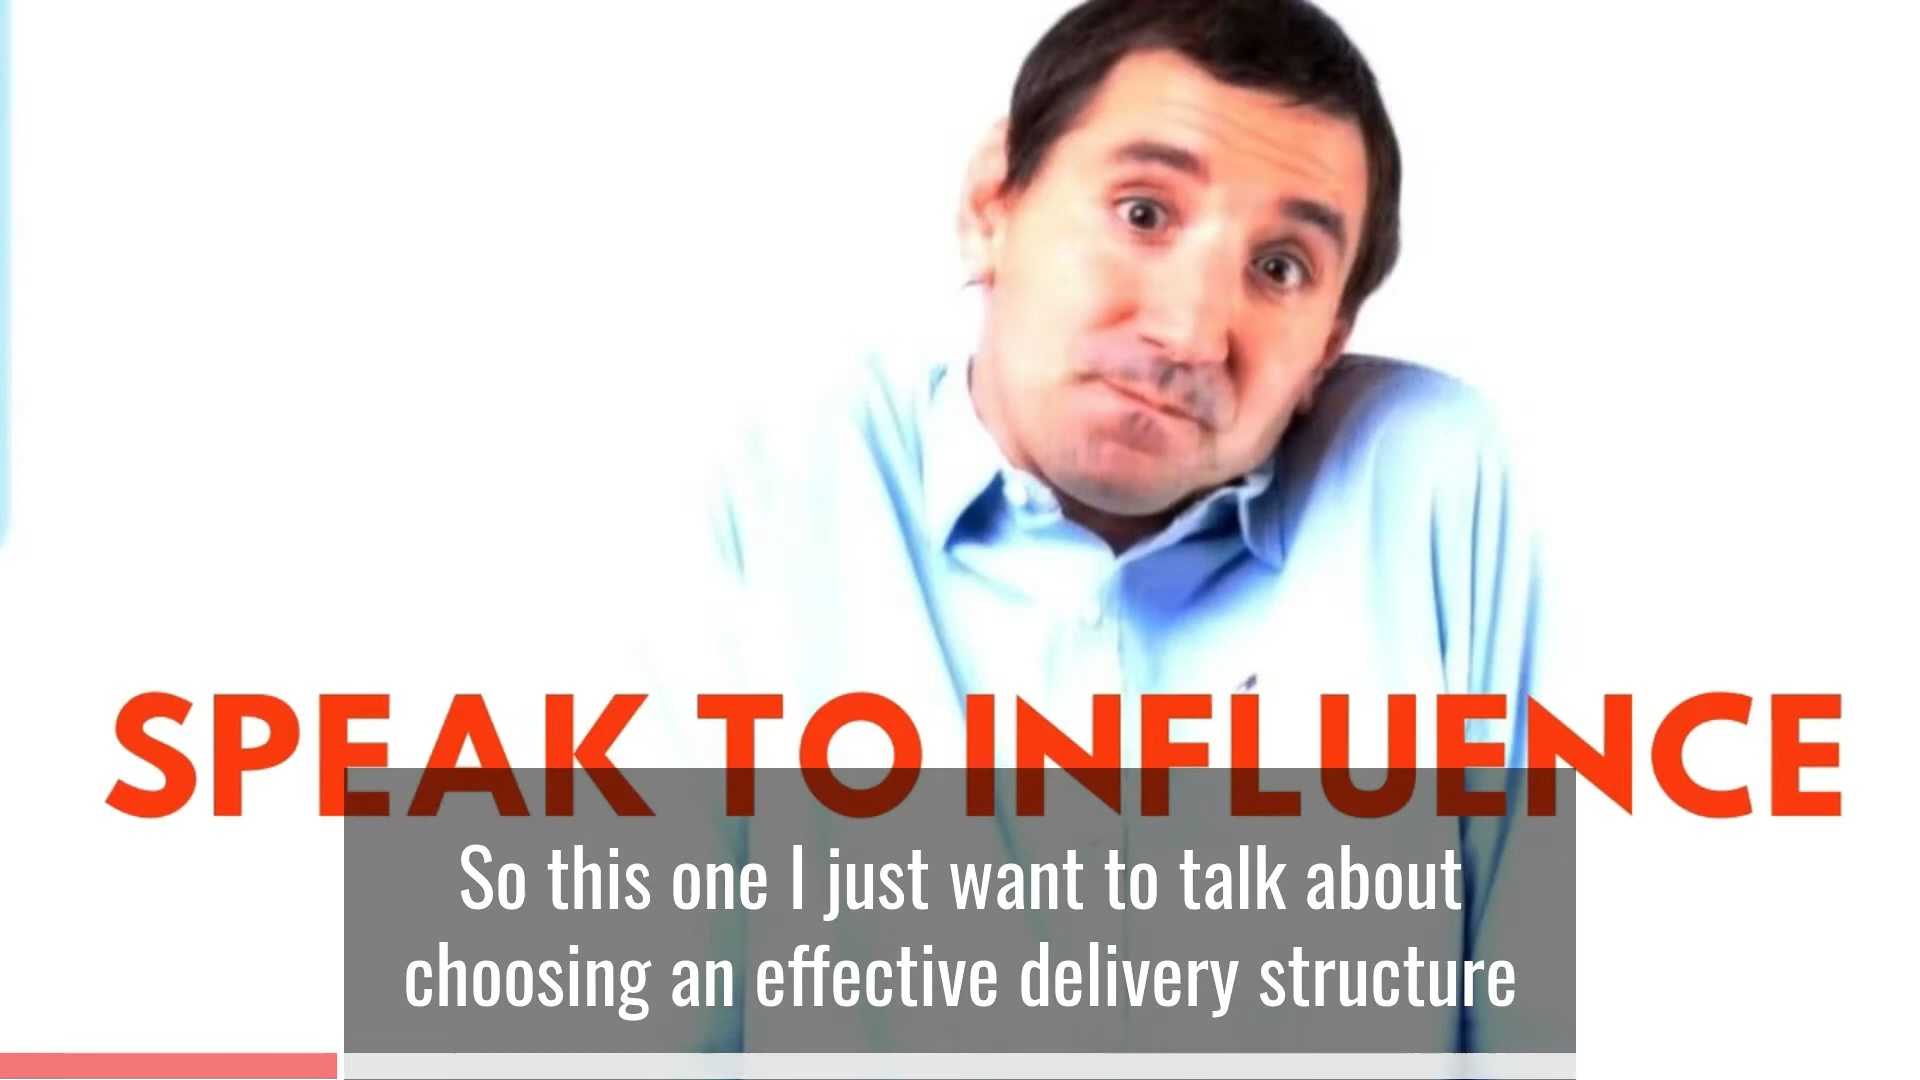 SPEAK TO INFLUENCE
So this one I just want to talk about
choosing an effective delivery structure